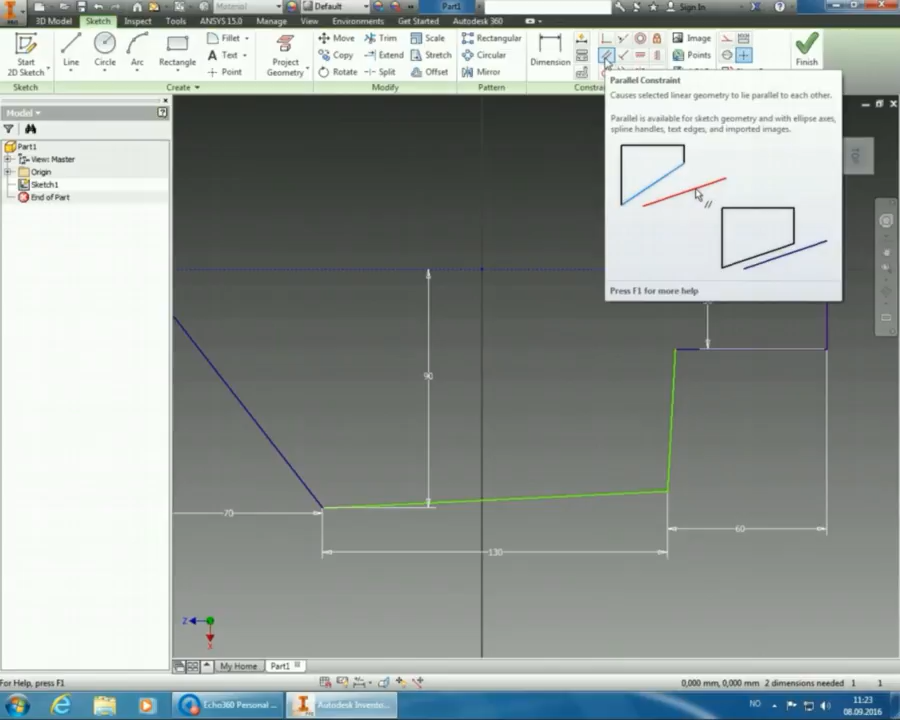 Material
Default
Part1
Sign In
PRO
3D Model
Sketch
Inspect
Tools
ANSYS 15.0
Manage
View
Environments
Get Started
Autodesk 360
Start
2D Sketch
Line
Circle
Arc
Rectangle
Fillet
Text
Point
Project
Geometry
Move
Trim
Scale
Copy
Extend
Stretch
Rotate
Split
Offset
Rectangular
Circular
Mirror
Dimension
Image
Points
Finish
Sketch
Create
Modify
Pattern
Constrai
Model
Part1
View: Master
Origin
Sketch1
End of Part
Parallel Constraint
Causes selected linear geometry to lie parallel to each other.
Parallel is available for sketch geometry and with ellipse axes,
spline handles, text edges, and imported images.
Press F1 for more help
TOP
90
70
130
60
Z
X
My Home
Part1
For Help, press F1
0,000 mm, 0,000 mm
2 dimensions needed
1
1
Echo360 Personal ...
Autodesk Invento...
NO
11:23
08.09.2016